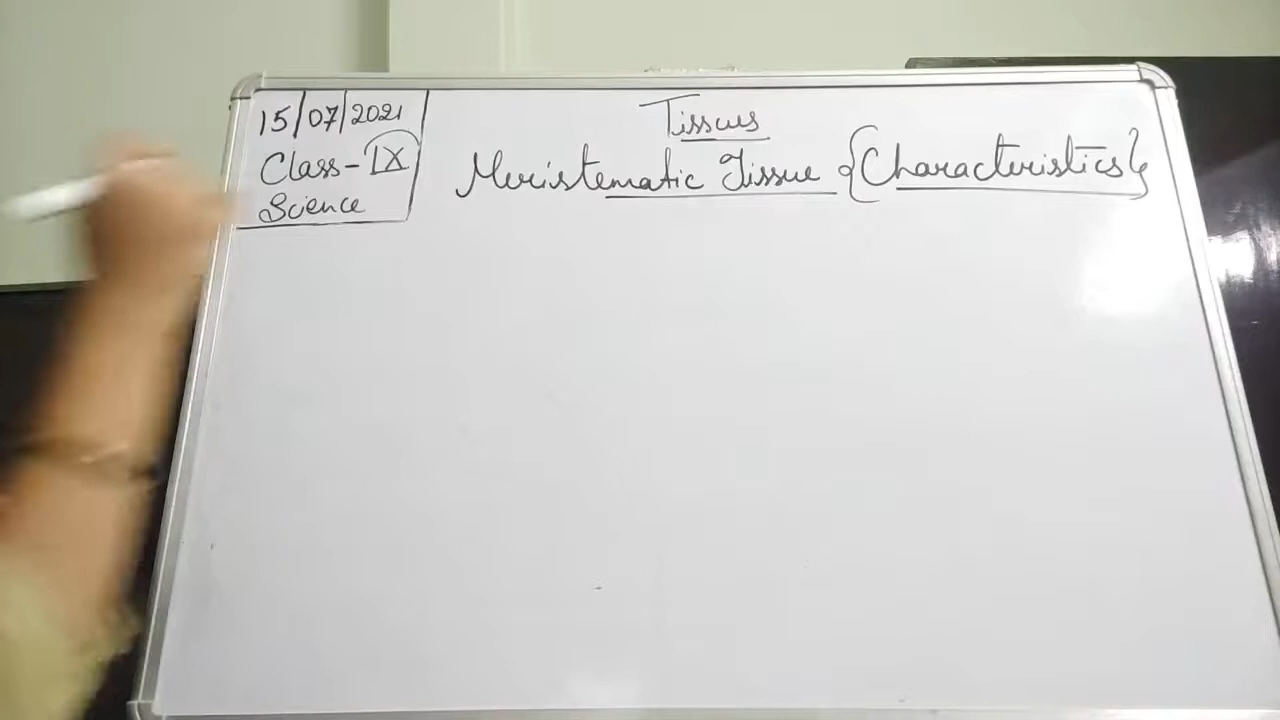 15/07/2021
Class - IX
Science
Tissues
Meristematic Tissue {Characteristics}